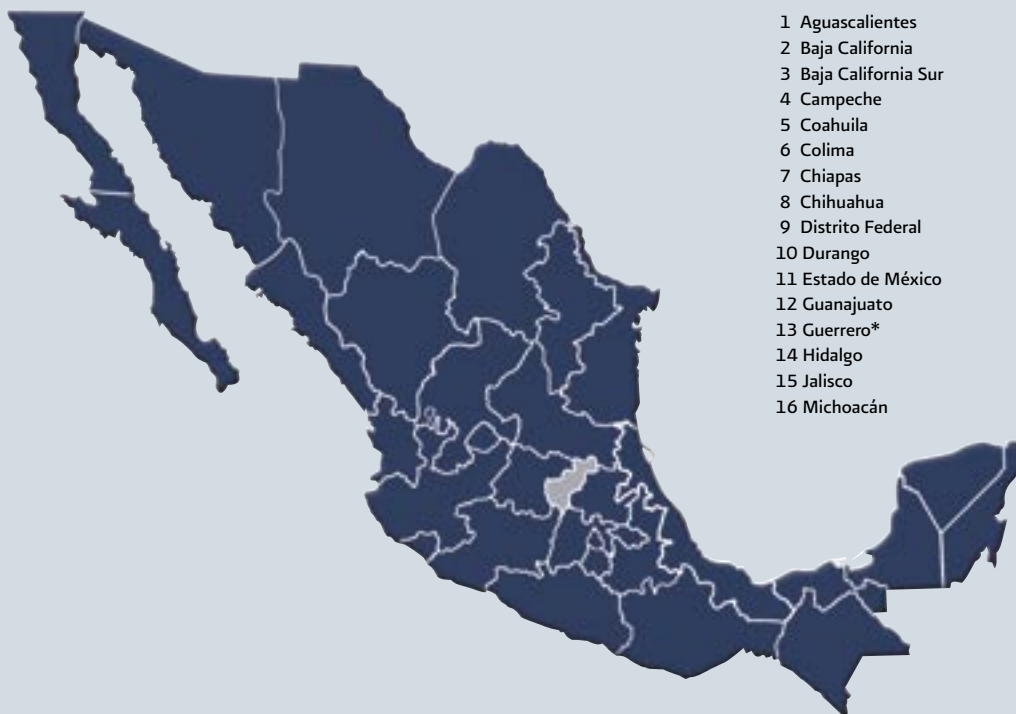 1 Aguascalientes
2 Baja California
3 Baja California Sur
4 Campeche
5 Coahuila
6 Colima
7 Chiapas
8 Chihuahua
9 Distrito Federal
10 Durango
11 Estado de México
12 Guanajuato
13 Guerrero*
14 Hidalgo
15 Jalisco
16 Michoacán